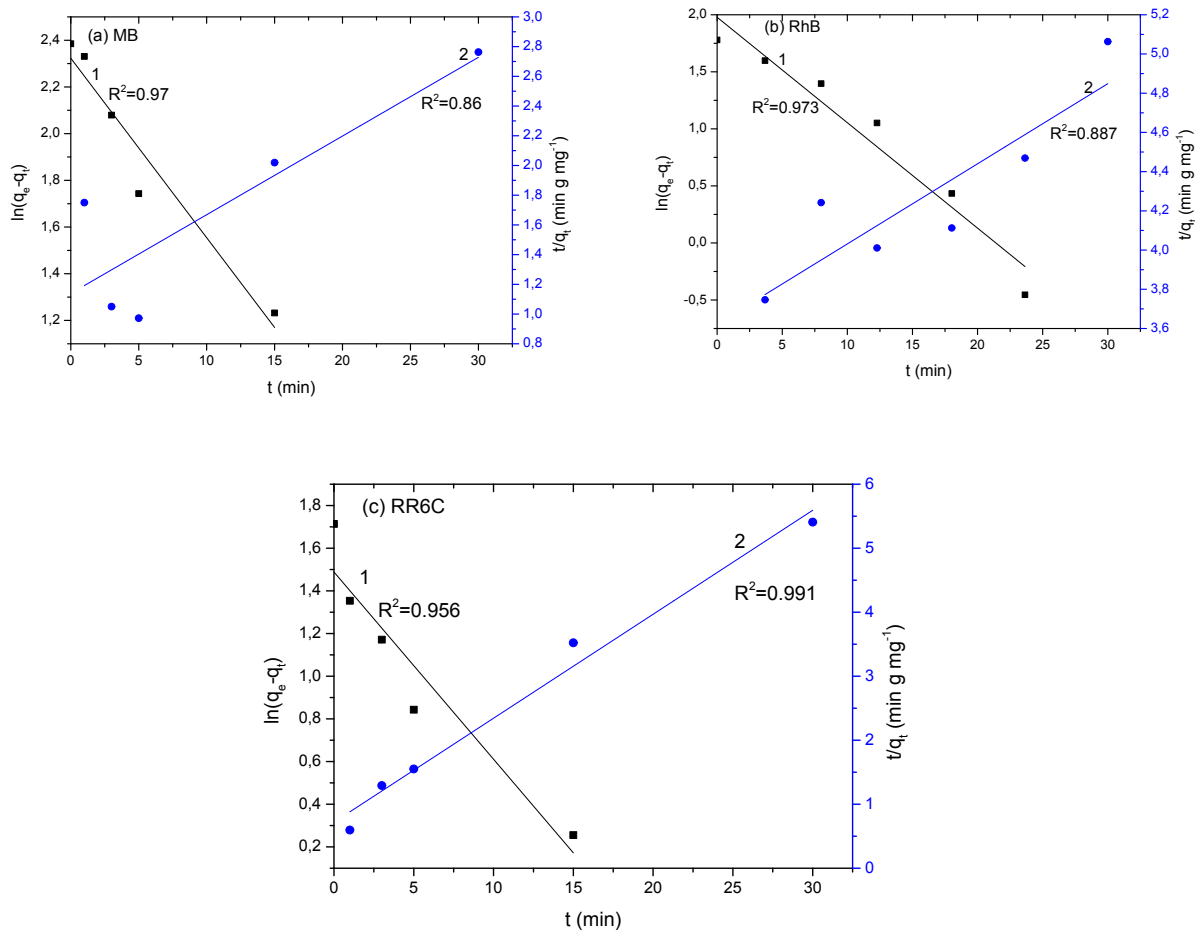 (a) MB
1
R²=0.97
2
R²=0.86
ln(qₑ-qₜ)
2,4
2,2
2,0
1,8
1,6
1,4
1,2
t/qₜ (min g mg⁻¹)
3,0
2,8
2,6
2,4
2,2
2,0
1,8
1,6
1,4
1,2
1,0
0,8
0 5 10 15 20 25 30
t (min)
(b) RhB
1
R²=0.973
2
R²=0.887
ln(qₑ-qₜ)
2,0
1,5
1,0
0,5
0,0
-0,5
t/qₜ (min g mg⁻¹)
5,2
5,0
4,8
4,6
4,4
4,2
4,0
3,8
3,6
0 5 10 15 20 25 30
t (min)
(c) RR6C
1
R²=0.956
2
R²=0.991
ln(qₑ-qₜ)
1,8
1,6
1,4
1,2
1,0
0,8
0,6
0,4
0,2
t/qₜ (min g mg⁻¹)
6
5
4
3
2
1
0
0 5 10 15 20 25 30
t (min)